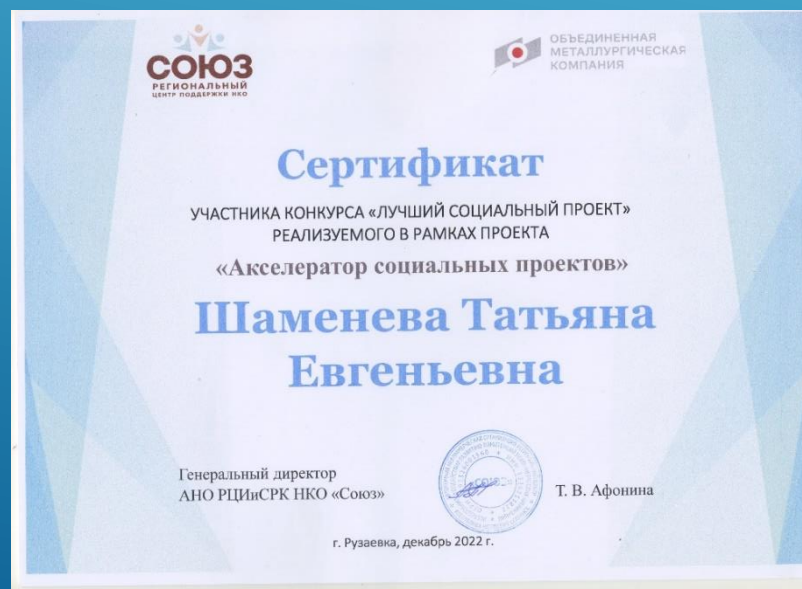 СОЮЗ
РЕГИОНАЛЬНЫЙ
ЦЕНТР ПОДДЕРЖКИ НКО
ОБЪЕДИНЕННАЯ
МЕТАЛЛУРГИЧЕСКАЯ
КОМПАНИЯ
Сертификат
УЧАСТНИКА КОНКУРСА «ЛУЧШИЙ СОЦИАЛЬНЫЙ ПРОЕКТ»
РЕАЛИЗУЕМОГО В РАМКАХ ПРОЕКТА
«Акселератор социальных проектов»
Шаменева Татьяна
Евгеньевна
Генеральный директор
АНО РЦИиСРК НКО «Союз»
Т. В. Афонина
г. Рузаевка, декабрь 2022 г.